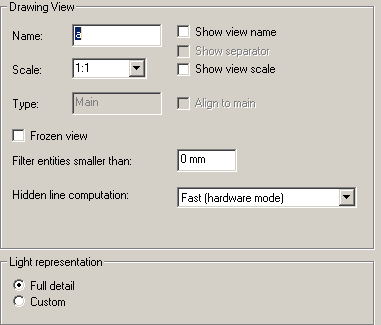 Drawing View
Name: a Show view name
Show separator
Scale: 1:1 Show view scale
Type: Main Align to main
Frozen view
Filter entities smaller than: 0 mm
Hidden line computation: Fast (hardware mode)
Light representation
Full detail
Custom